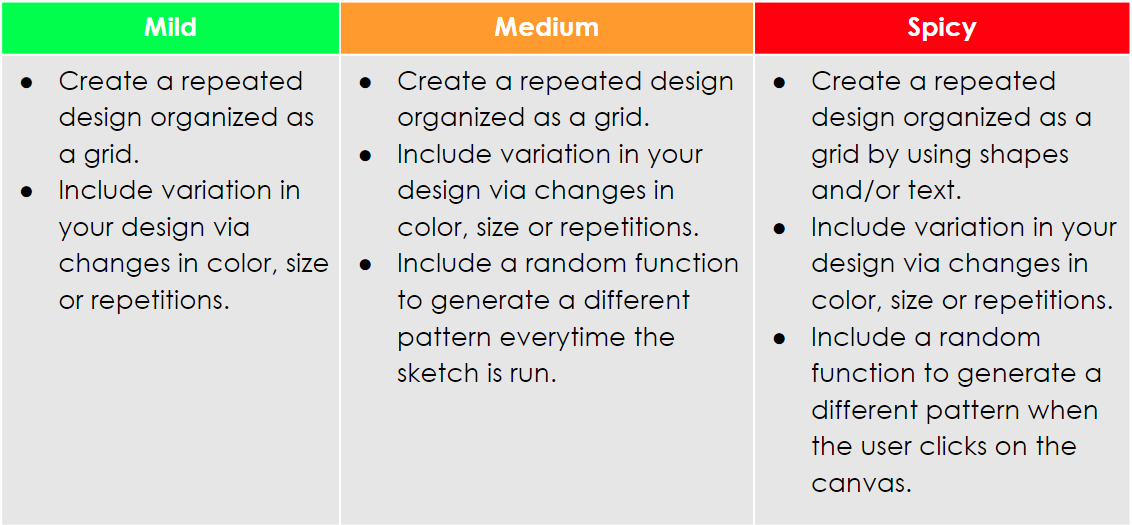 Mild
● Create a repeated
design organized as
a grid.
● Include variation in
your design via
changes in color, size
or repetitions.
Medium
● Create a repeated design
organized as a grid.
● Include variation in your
design via changes in
color, size or repetitions.
● Include a random function
to generate a different
pattern everytime the
sketch is run.
Spicy
● Create a repeated
design organized as a
grid by using shapes
and/or text.
● Include variation in your
design via changes in
color, size or repetitions.
● Include a random
function to generate a
different pattern when
the user clicks on the
canvas.